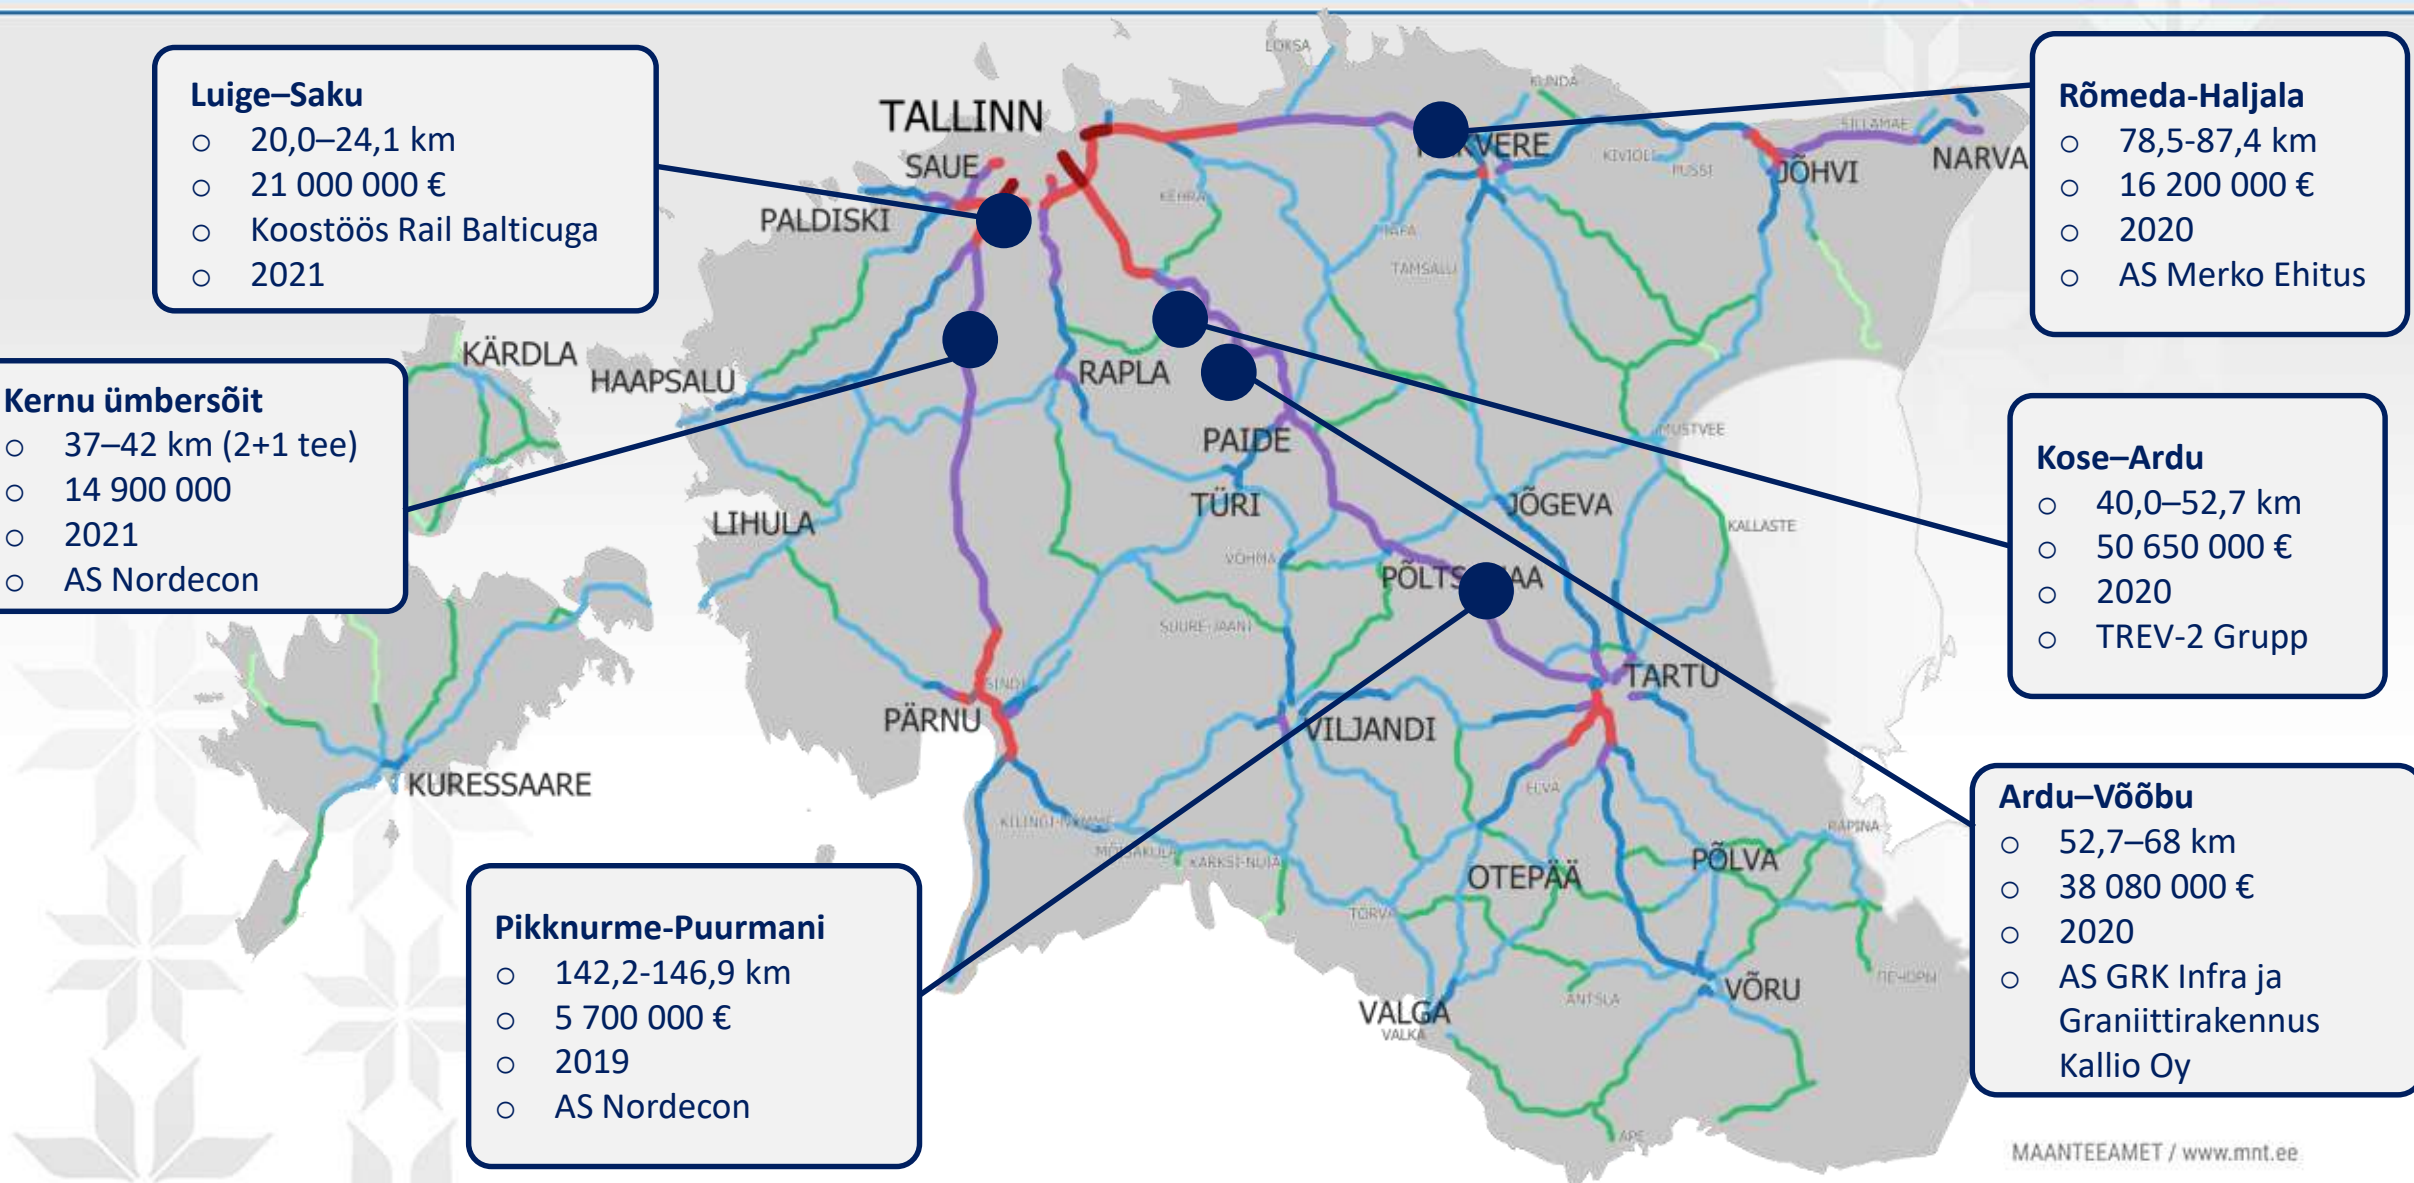 Luige–Saku
o 20,0–24,1 km
o 21 000 000 €
o Koostöös Rail Balticuga
o 2021
Rõmeda-Haljala
o 78,5-87,4 km
o 16 200 000 €
o 2020
o AS Merko Ehitus
Kernu ümbersõit
o 37–42 km (2+1 tee)
o 14 900 000
o 2021
o AS Nordecon
Kose–Ardu
o 40,0–52,7 km
o 50 650 000 €
o 2020
o TREV-2 Grupp
Ardu–Võõbu
o 52,7–68 km
o 38 080 000 €
o 2020
o AS GRK Infra ja
Graniittirakennus
Kallio Oy
Pikknurme-Puurmani
o 142,2-146,9 km
o 5 700 000 €
o 2019
o AS Nordecon
LOKSA
KUNDA
TALLINN
SAUE
PALDISKI
KEHRA
TAPA
TAMSALU
KIVIÕLI
PÜSSI
JÕHVI
SILLAMÄE
NARVA
KÄRDLA
HAAPSALU
RAPLA
PAIDE
TÜRI
MUSTVEE
JÕGEVA
KALLASTE
LIHULA
VÕHMA
SUURE-JAANI
TARTU
SINDI
PÄRNU
VILJANDI
KURESSAARE
ELVA
KILINGI-NÕMME
MÕISAKÜLA
KARKSI-NUIA
RÄPINA
PÕLVA
OTEPÄÄ
TÕRVA
VÕRU
ANTSLA
ПЕЧОРЫ
VALGA
VALKA
APE
MAANTEEAMET / www.mnt.ee